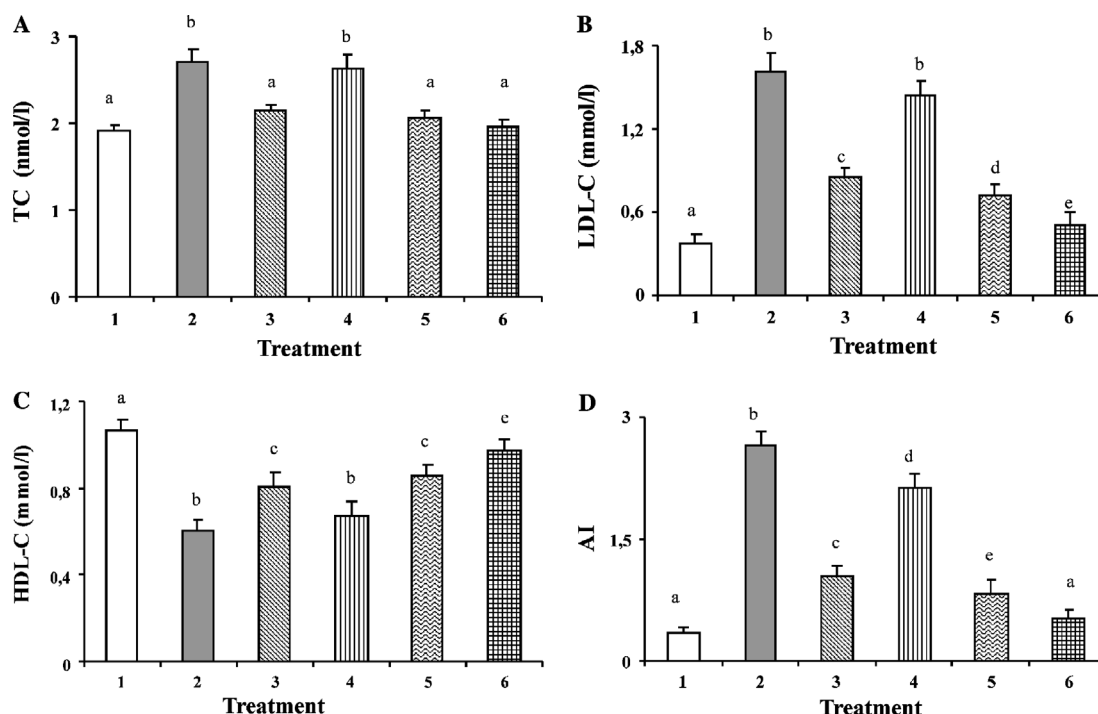 A
TC (nmol/l)
3
2
1
0
a
b
a
b
a
a
1 2 3 4 5 6
Treatment
B
LDL-C (mmol/l)
1,8
1,2
0,6
0
a
b
c
b
d
e
1 2 3 4 5 6
Treatment
C
HDL-C (mmol/l)
1,2
0,8
0,4
0
a
b
c
b
c
e
1 2 3 4 5 6
Treatment
D
AI
3
1,5
0
a
b
c
d
e
a
1 2 3 4 5 6
Treatment